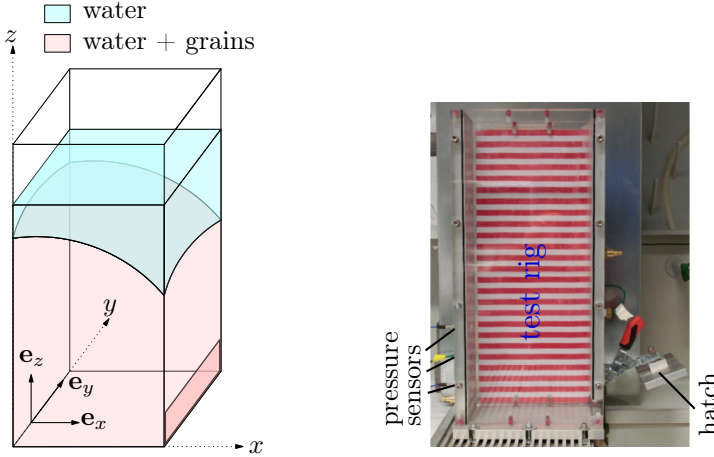 water
water + grains
z
y
e_z
e_y
e_x
x
test rig
pressure
sensors
hatch